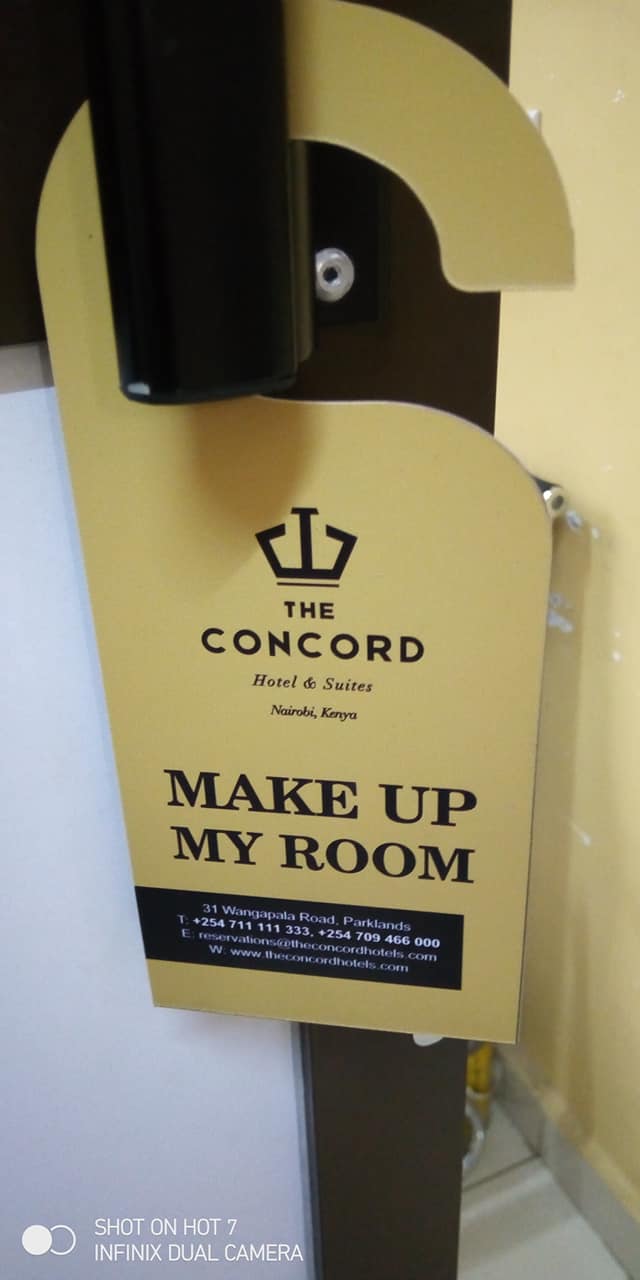 THE
CONCORD
Hotel & Suites
Nairobi, Kenya
MAKE UP
MY ROOM
31 Wangapala Road, Parklands
T: +254 711 111 333, +254 709 466 000
E: reservations@theconcordhotels.com
W: www.theconcordhotels.com
SHOT ON HOT 7
INFINIX DUAL CAMERA